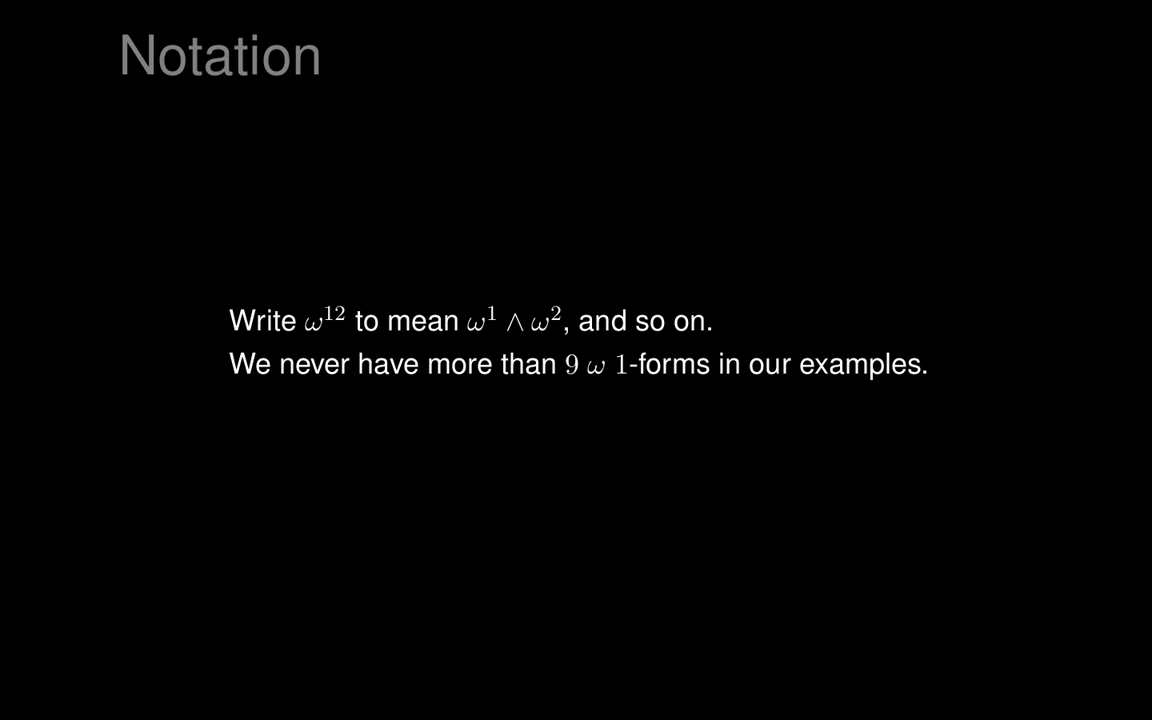 Notation
Write ω¹² to mean ω¹ ∧ ω², and so on.
We never have more than 9 ω 1-forms in our examples.